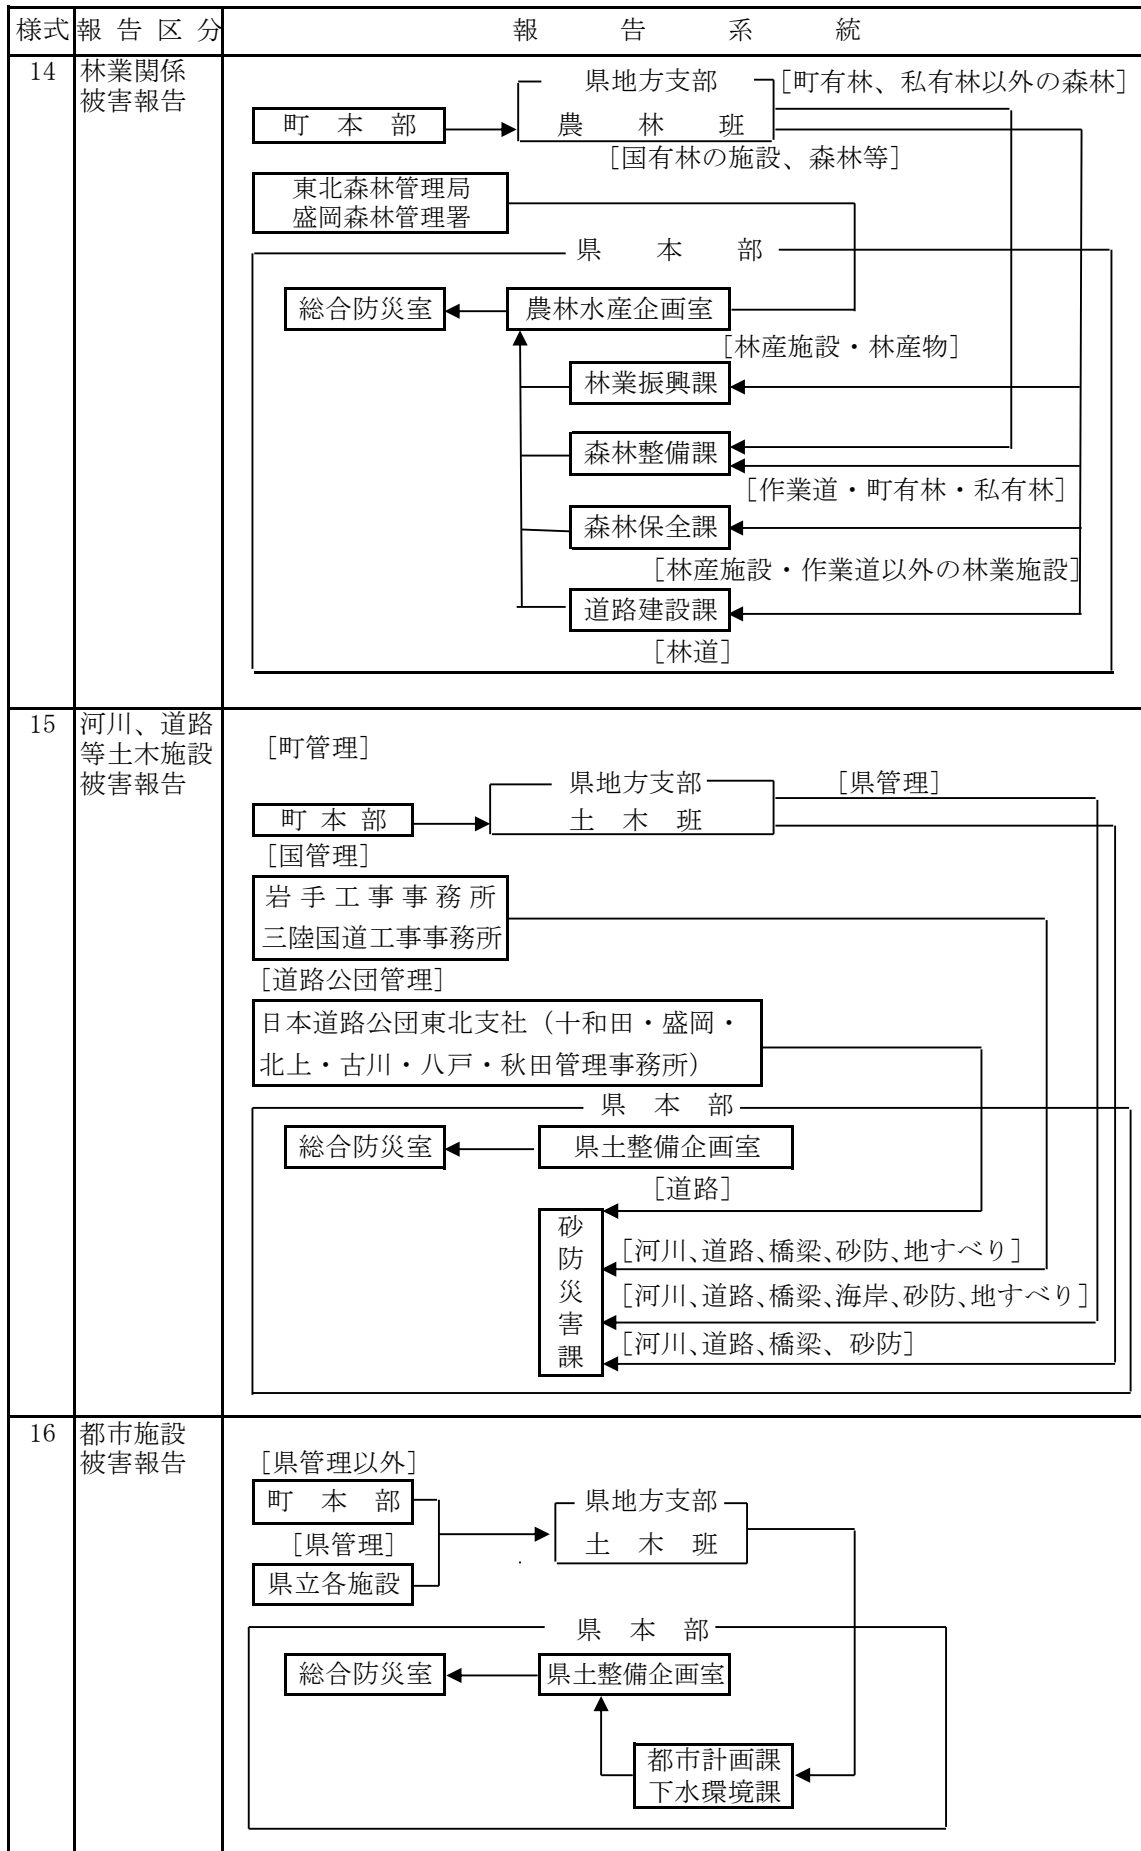 様式 報告区分 報告系統
14 林業関係
被害報告
県地方支部 [町有林、私有林以外の森林]
町本部 農林班
[国有林の施設、森林等]
東北森林管理局
盛岡森林管理署
県本部
総合防災室 農林水産企画室
[林産施設・林産物]
林業振興課
森林整備課
[作業道・町有林・私有林]
森林保全課
[林産施設・作業道以外の林業施設]
道路建設課
[林道]
15 河川、道路
等土木施設
被害報告
[町管理]
県地方支部 [県管理]
町本部 土木班
[国管理]
岩手工事事務所
三陸国道工事事務所
[道路公団管理]
日本道路公団東北支社（十和田・盛岡・
北上・古川・八戸・秋田管理事務所）
県本部
総合防災室 県土整備企画室
[道路]
砂防災害課
[河川、道路、橋梁、砂防、地すべり]
[河川、道路、橋梁、海岸、砂防、地すべり]
[河川、道路、橋梁、砂防]
16 都市施設
被害報告
[県管理以外]
町本部 県地方支部
[県管理] 土木班
県立各施設
県本部
総合防災室 県土整備企画室
都市計画課
下水環境課